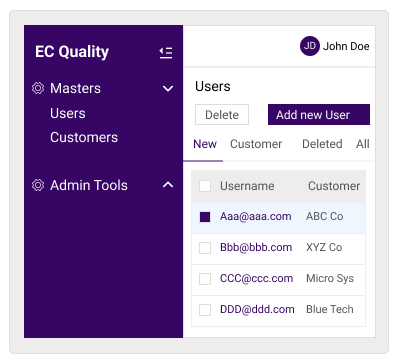 EC Quality
Masters
Users
Customers
Admin Tools
JD John Doe
Users
Delete Add new User
New Customer Deleted All
Username Customer
Aaa@aaa.com ABC Co
Bbb@bbb.com XYZ Co
CCC@ccc.com Micro Sys
DDD@ddd.com Blue Tech